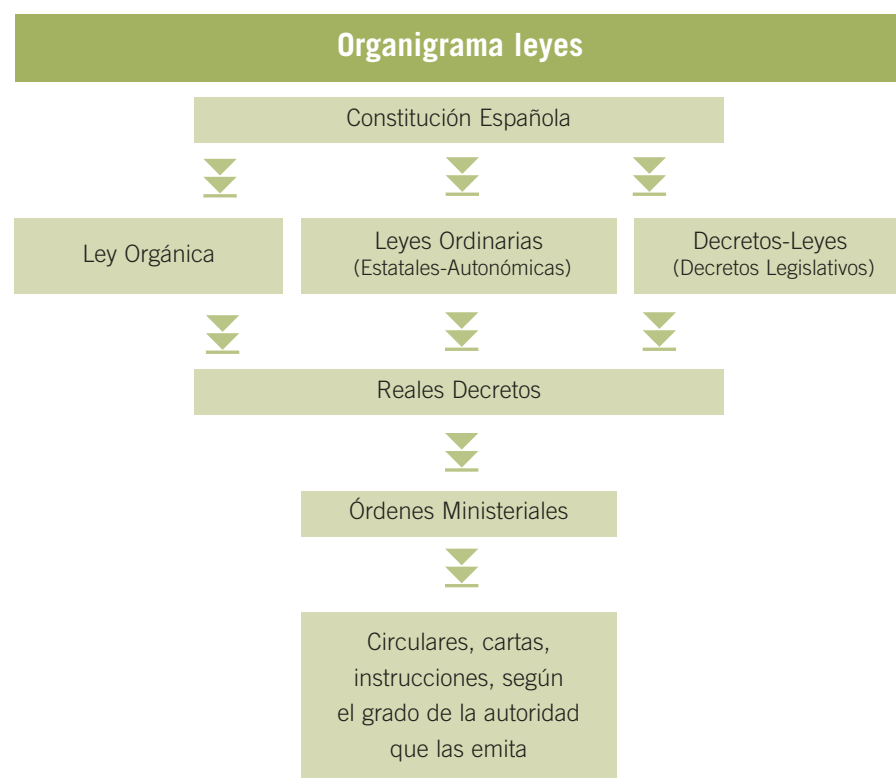 Organigrama leyes
Constitución Española
Ley Orgánica
Leyes Ordinarias
(Estatales-Autonómicas)
Decretos-Leyes
(Decretos Legislativos)
Reales Decretos
Órdenes Ministeriales
Circulares, cartas,
instrucciones, según
el grado de la autoridad
que las emita